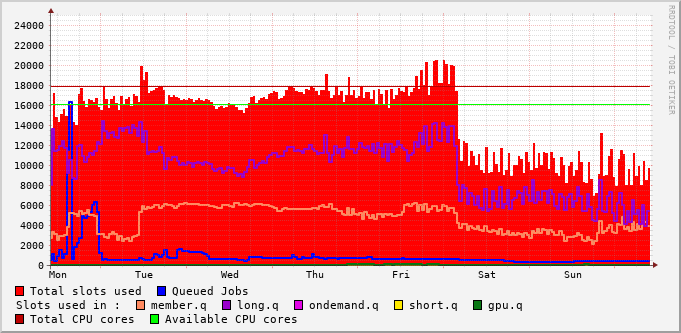 RRDTOOL / TOBI OETIKER
24000
22000
20000
18000
16000
14000
12000
10000
8000
6000
4000
2000
0
Mon Tue Wed Thu Fri Sat Sun
Total slots used Queued Jobs
Slots used in : member.q long.q ondemand.q short.q gpu.q
Total CPU cores Available CPU cores